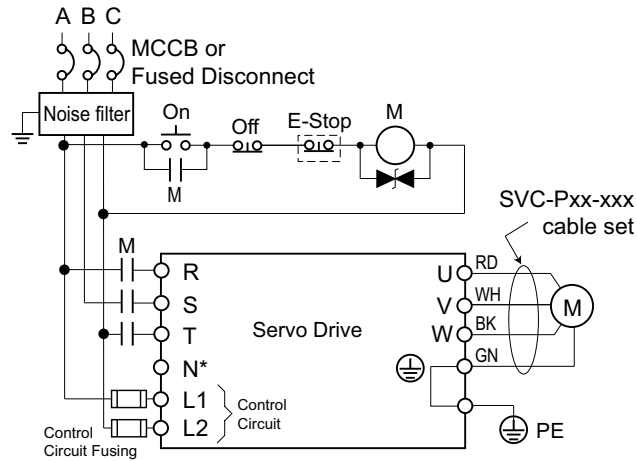 A B C
MCCB or
Fused Disconnect
Noise filter
On
Off
E-Stop
M
M
SVC-Pxx-xxx
cable set
M
R
S
T
N*
L1
L2
Control
Circuit
Servo Drive
U
V
W
RD
WH
BK
GN
M
PE
Control
Circuit Fusing